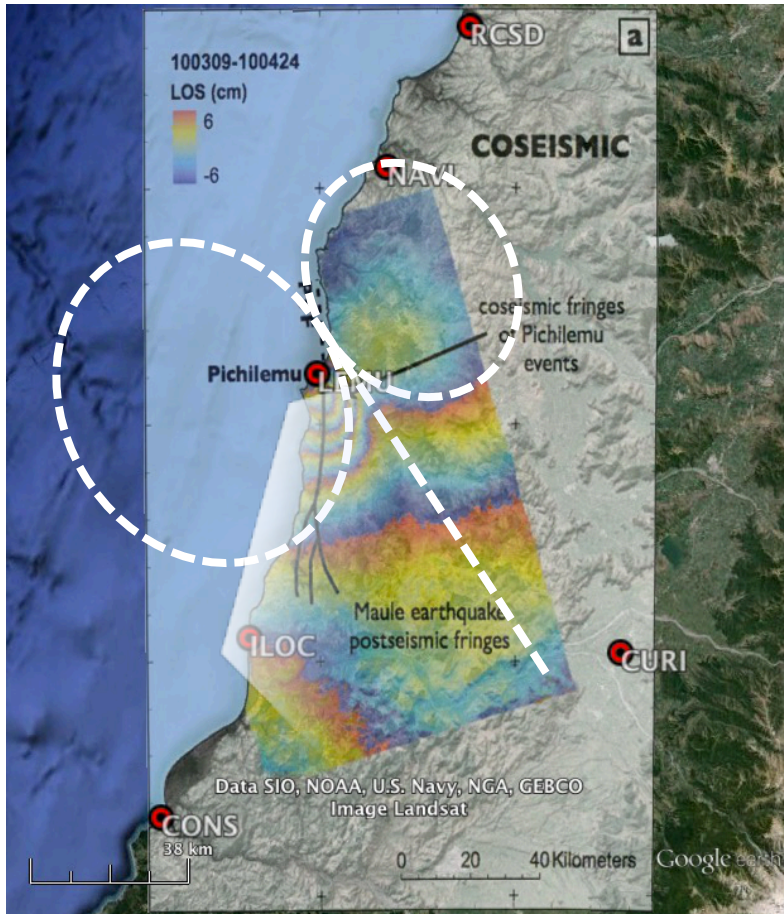 RCSD
a
100309-100424
LOS (cm)
6
-6
COSEISMIC
NAVI
coseismic fringes
of Pichilemu
events
Pichilemu
LEMU
Maule earthquake
postseismic fringes
ILOC
CURI
Data SIO, NOAA, U.S. Navy, NGA, GEBCO
Image Landsat
CONS
38 km
0 20 40 Kilometers
Google earth